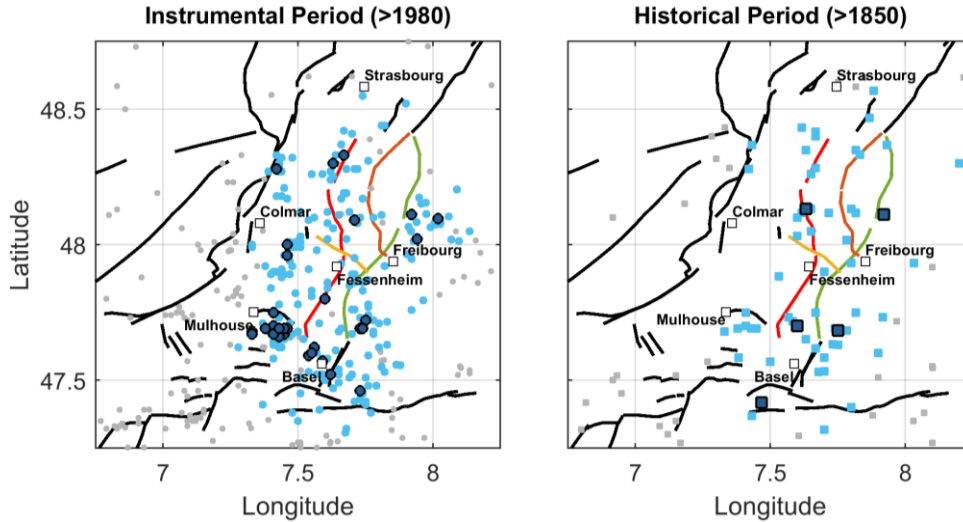 Instrumental Period (>1980)
Strasbourg
Colmar
Freibourg
Fessenheim
Mulhouse
Basel
48.5
48
47.5
7
7.5
8
Latitude
Longitude
Historical Period (>1850)
Strasbourg
Colmar
Freibourg
Fessenheim
Mulhouse
Basel
7
7.5
8
Longitude